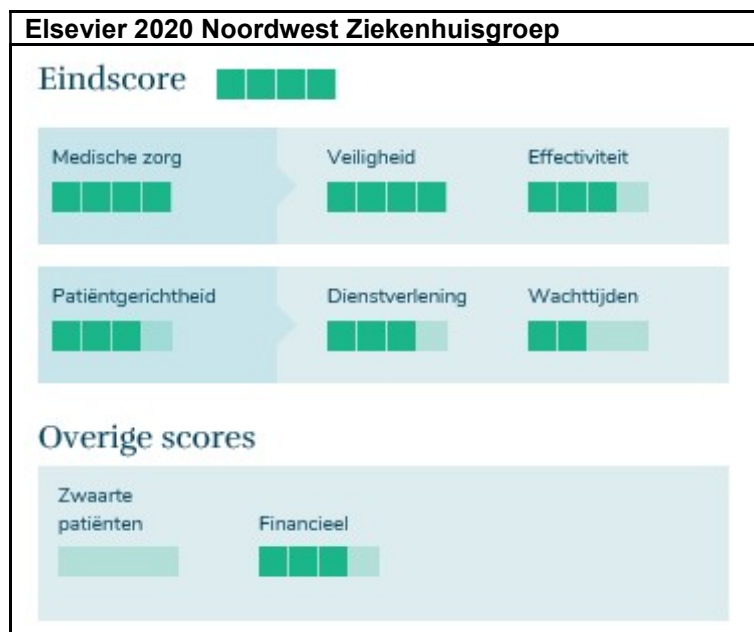 Elsevier 2020 Noordwest Ziekenhuisgroep
Eindscore
Medische zorg
Veiligheid
Effectiviteit
Patiëntgerichtheid
Dienstverlening
Wachttijden
Overige scores
Zwaarte
patiënten
Financieel